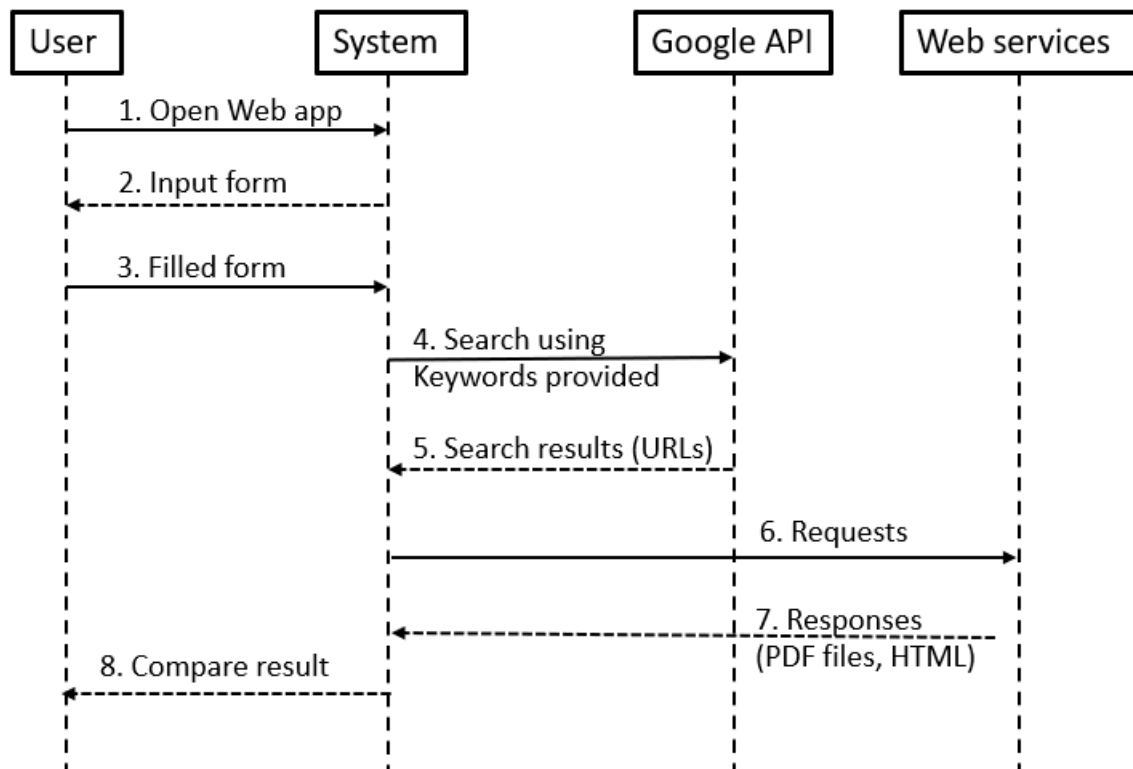 User
System
Google API
Web services
1. Open Web app
2. Input form
3. Filled form
4. Search using
Keywords provided
5. Search results (URLs)
6. Requests
7. Responses
(PDF files, HTML)
8. Compare result